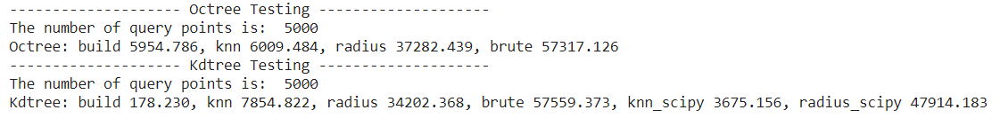 -------------------- Octree Testing --------------------
The number of query points is:  5000
Octree: build 5954.786, knn 6009.484, radius 37282.439, brute 57317.126
-------------------- Kdtree Testing --------------------
The number of query points is:  5000
Kdtree: build 178.230, knn 7854.822, radius 34202.368, brute 57559.373, knn_scipy 3675.156, radius_scipy 47914.183